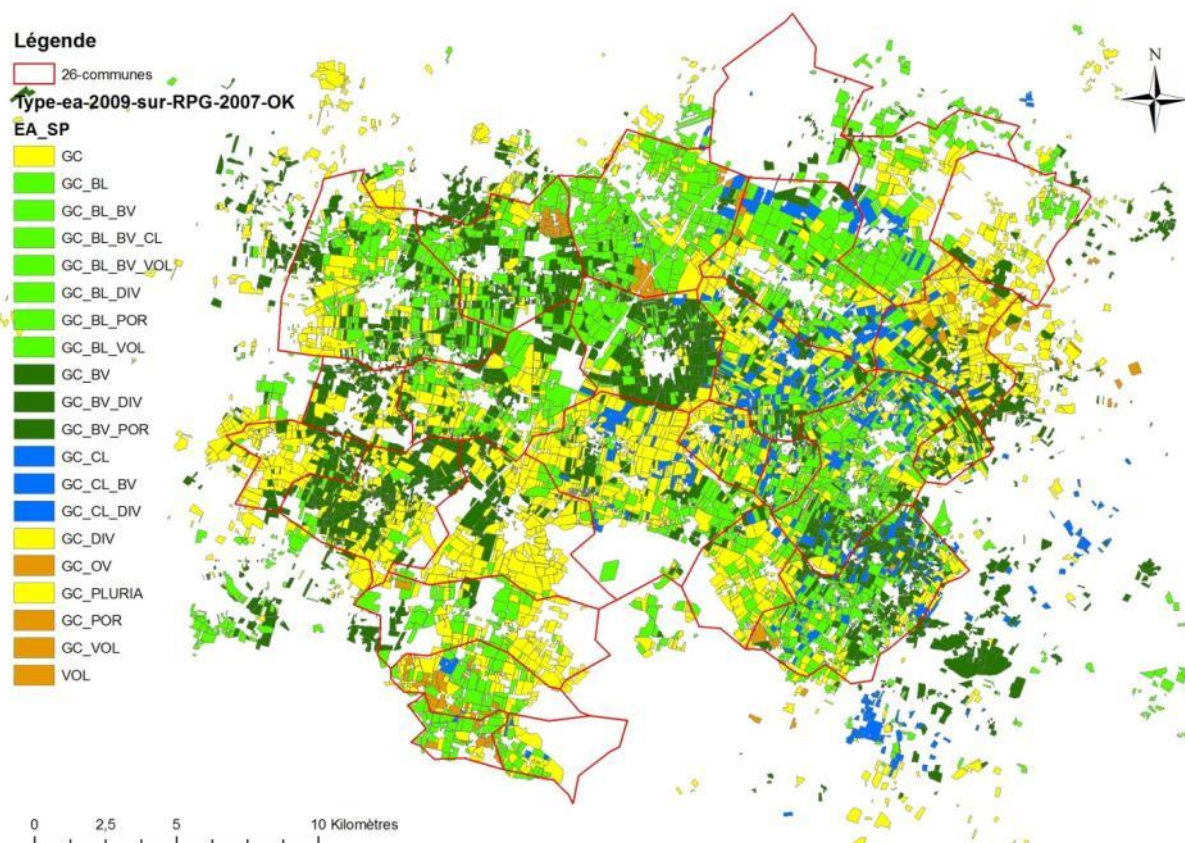 Légende
26-communes
Type-ea-2009-sur-RPG-2007-OK
EA_SP
GC
GC_BL
GC_BL_BV
GC_BL_BV_CL
GC_BL_BV_VOL
GC_BL_DIV
GC_BL_POR
GC_BL_VOL
GC_BV
GC_BV_DIV
GC_BV_POR
GC_CL
GC_CL_BV
GC_CL_DIV
GC_DIV
GC_OV
GC_PLURIA
GC_POR
GC_VOL
VOL
N
0 2,5 5 10 Kilomètres